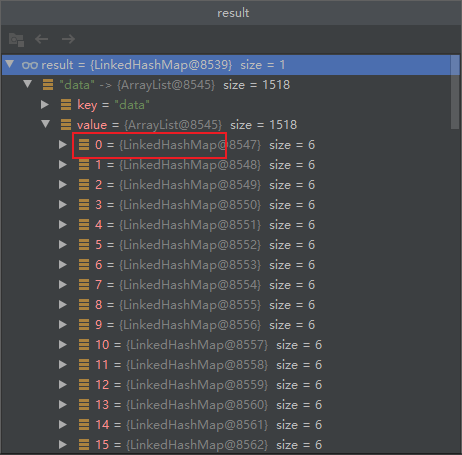 result
result = {LinkedHashMap@8539} size = 1
"data" -> {ArrayList@8545} size = 1518
key = "data"
value = {ArrayList@8545} size = 1518
0 = {LinkedHashMap@8547} size = 6
1 = {LinkedHashMap@8548} size = 6
2 = {LinkedHashMap@8549} size = 6
3 = {LinkedHashMap@8550} size = 6
4 = {LinkedHashMap@8551} size = 6
5 = {LinkedHashMap@8552} size = 6
6 = {LinkedHashMap@8553} size = 6
7 = {LinkedHashMap@8554} size = 6
8 = {LinkedHashMap@8555} size = 6
9 = {LinkedHashMap@8556} size = 6
10 = {LinkedHashMap@8557} size = 6
11 = {LinkedHashMap@8558} size = 6
12 = {LinkedHashMap@8559} size = 6
13 = {LinkedHashMap@8560} size = 6
14 = {LinkedHashMap@8561} size = 6
15 = {LinkedHashMap@8562} size = 6